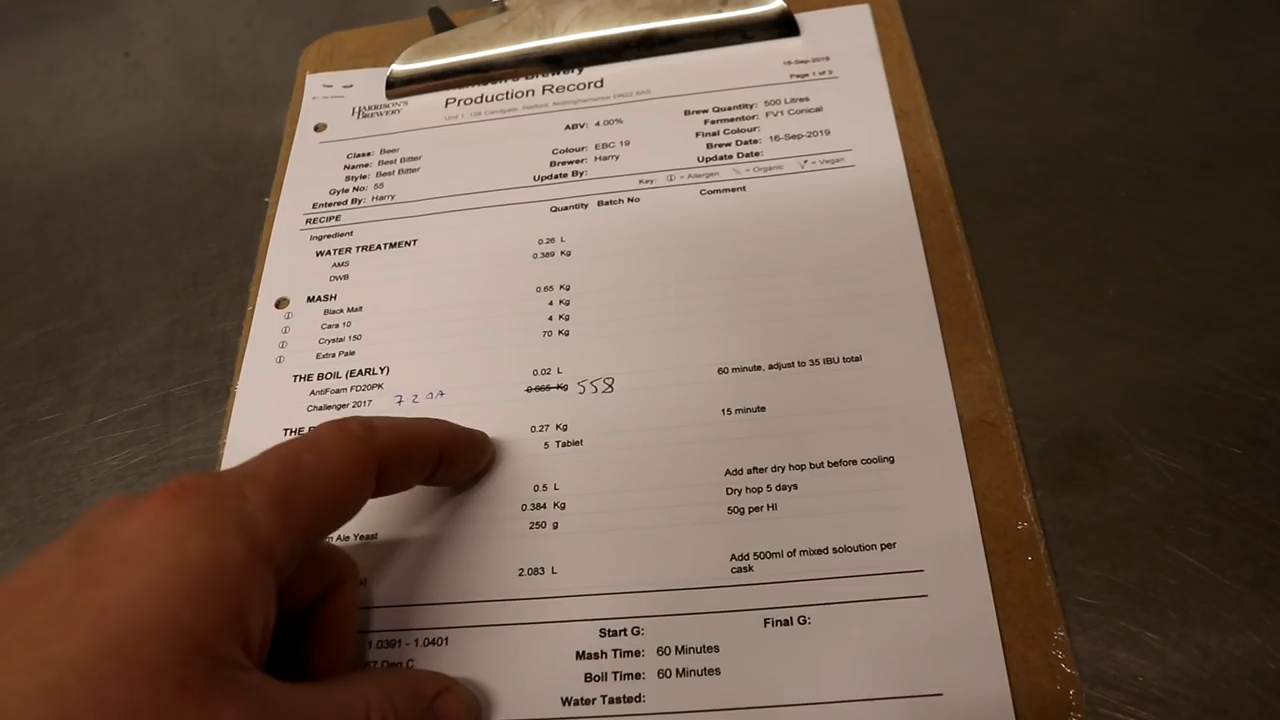 16-Sep-2019
Page 1 of 3
HARRISON'S
BREWERY
Brewery
Production Record
Unit 1, 108 Carolgate, Retford, Nottinghamshire DN22 6AS
Class: Beer
Name: Best Bitter
Style: Best Bitter
Gyle No: 55
Entered By: Harry
ABV: 4.00%
Colour: EBC 19
Brewer: Harry
Update By:
Brew Quantity: 500 Litres
Fermentor: FV1 Conical
Final Colour:
Brew Date: 16-Sep-2019
Update Date:
Key: = Allergen = Organic = Vegan
RECIPE
Ingredient Quantity Batch No Comment
WATER TREATMENT
AMS 0.26 L
DWB 0.389 Kg
MASH
Black Malt 0.65 Kg
Cara 10 4 Kg
Crystal 150 4 Kg
Extra Pale 70 Kg
THE BOIL (EARLY)
AntiFoam FD20PK 0.02 L
Challenger 2017 0.665 Kg 558 60 minute, adjust to 35 IBU total
THE
0.27 Kg 15 minute
5 Tablet
0.5 L Add after dry hop but before cooling
0.384 Kg Dry hop 5 days
Ale Yeast 250 g 50g per Hl
2.083 L Add 500ml of mixed soloution per
cask
1.0391 - 1.0401 Start G: Final G:
67 Deg C Mash Time: 60 Minutes
Boil Time: 60 Minutes
Water Tasted: